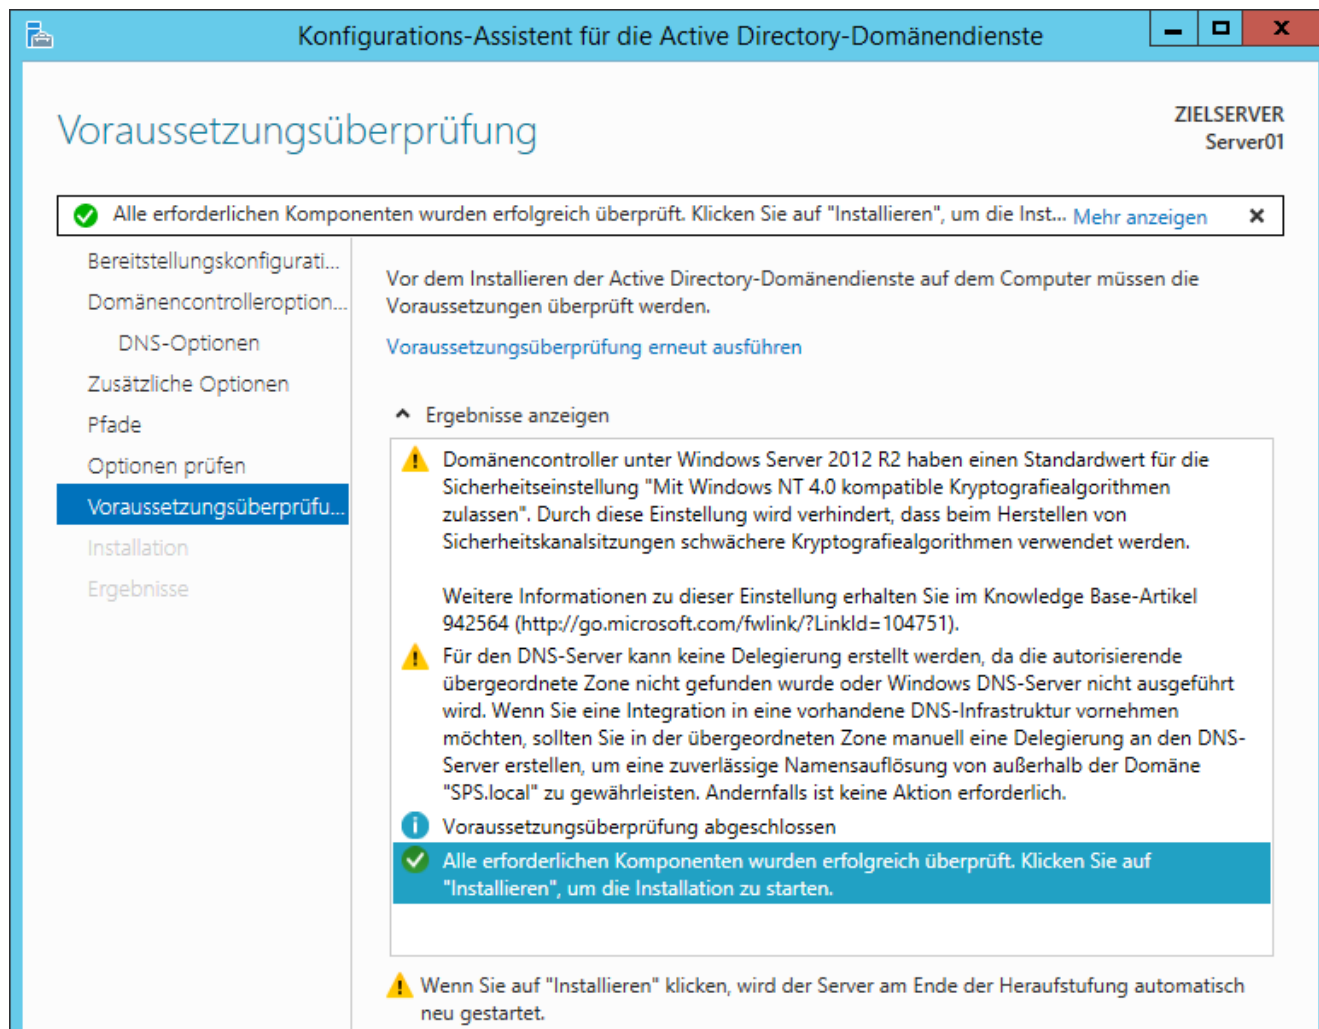 Konfigurations-Assistent für die Active Directory-Domänendienste
Voraussetzungsüberprüfung
ZIELSERVER
Server01
Alle erforderlichen Komponenten wurden erfolgreich überprüft. Klicken Sie auf "Installieren", um die Inst... Mehr anzeigen
Bereitstellungskonfigurati...
Domänencontrolleroption...
DNS-Optionen
Zusätzliche Optionen
Pfade
Optionen prüfen
Voraussetzungsüberprüfu...
Installation
Ergebnisse
Vor dem Installieren der Active Directory-Domänendienste auf dem Computer müssen die
Voraussetzungen überprüft werden.
Voraussetzungsüberprüfung erneut ausführen
Ergebnisse anzeigen
Domänencontroller unter Windows Server 2012 R2 haben einen Standardwert für die
Sicherheitseinstellung "Mit Windows NT 4.0 kompatible Kryptografiealgorithmen
zulassen". Durch diese Einstellung wird verhindert, dass beim Herstellen von
Sicherheitskanalsitzungen schwächere Kryptografiealgorithmen verwendet werden.
Weitere Informationen zu dieser Einstellung erhalten Sie im Knowledge Base-Artikel
942564 (http://go.microsoft.com/fwlink/?LinkId=104751).
Für den DNS-Server kann keine Delegierung erstellt werden, da die autorisierende
übergeordnete Zone nicht gefunden wurde oder Windows DNS-Server nicht ausgeführt
wird. Wenn Sie eine Integration in eine vorhandene DNS-Infrastruktur vornehmen
möchten, sollten Sie in der übergeordneten Zone manuell eine Delegierung an den DNS-
Server erstellen, um eine zuverlässige Namensauflösung von außerhalb der Domäne
"SPS.local" zu gewährleisten. Andernfalls ist keine Aktion erforderlich.
Voraussetzungsüberprüfung abgeschlossen
Alle erforderlichen Komponenten wurden erfolgreich überprüft. Klicken Sie auf
"Installieren", um die Installation zu starten.
Wenn Sie auf "Installieren" klicken, wird der Server am Ende der Heraufstufung automatisch
neu gestartet.